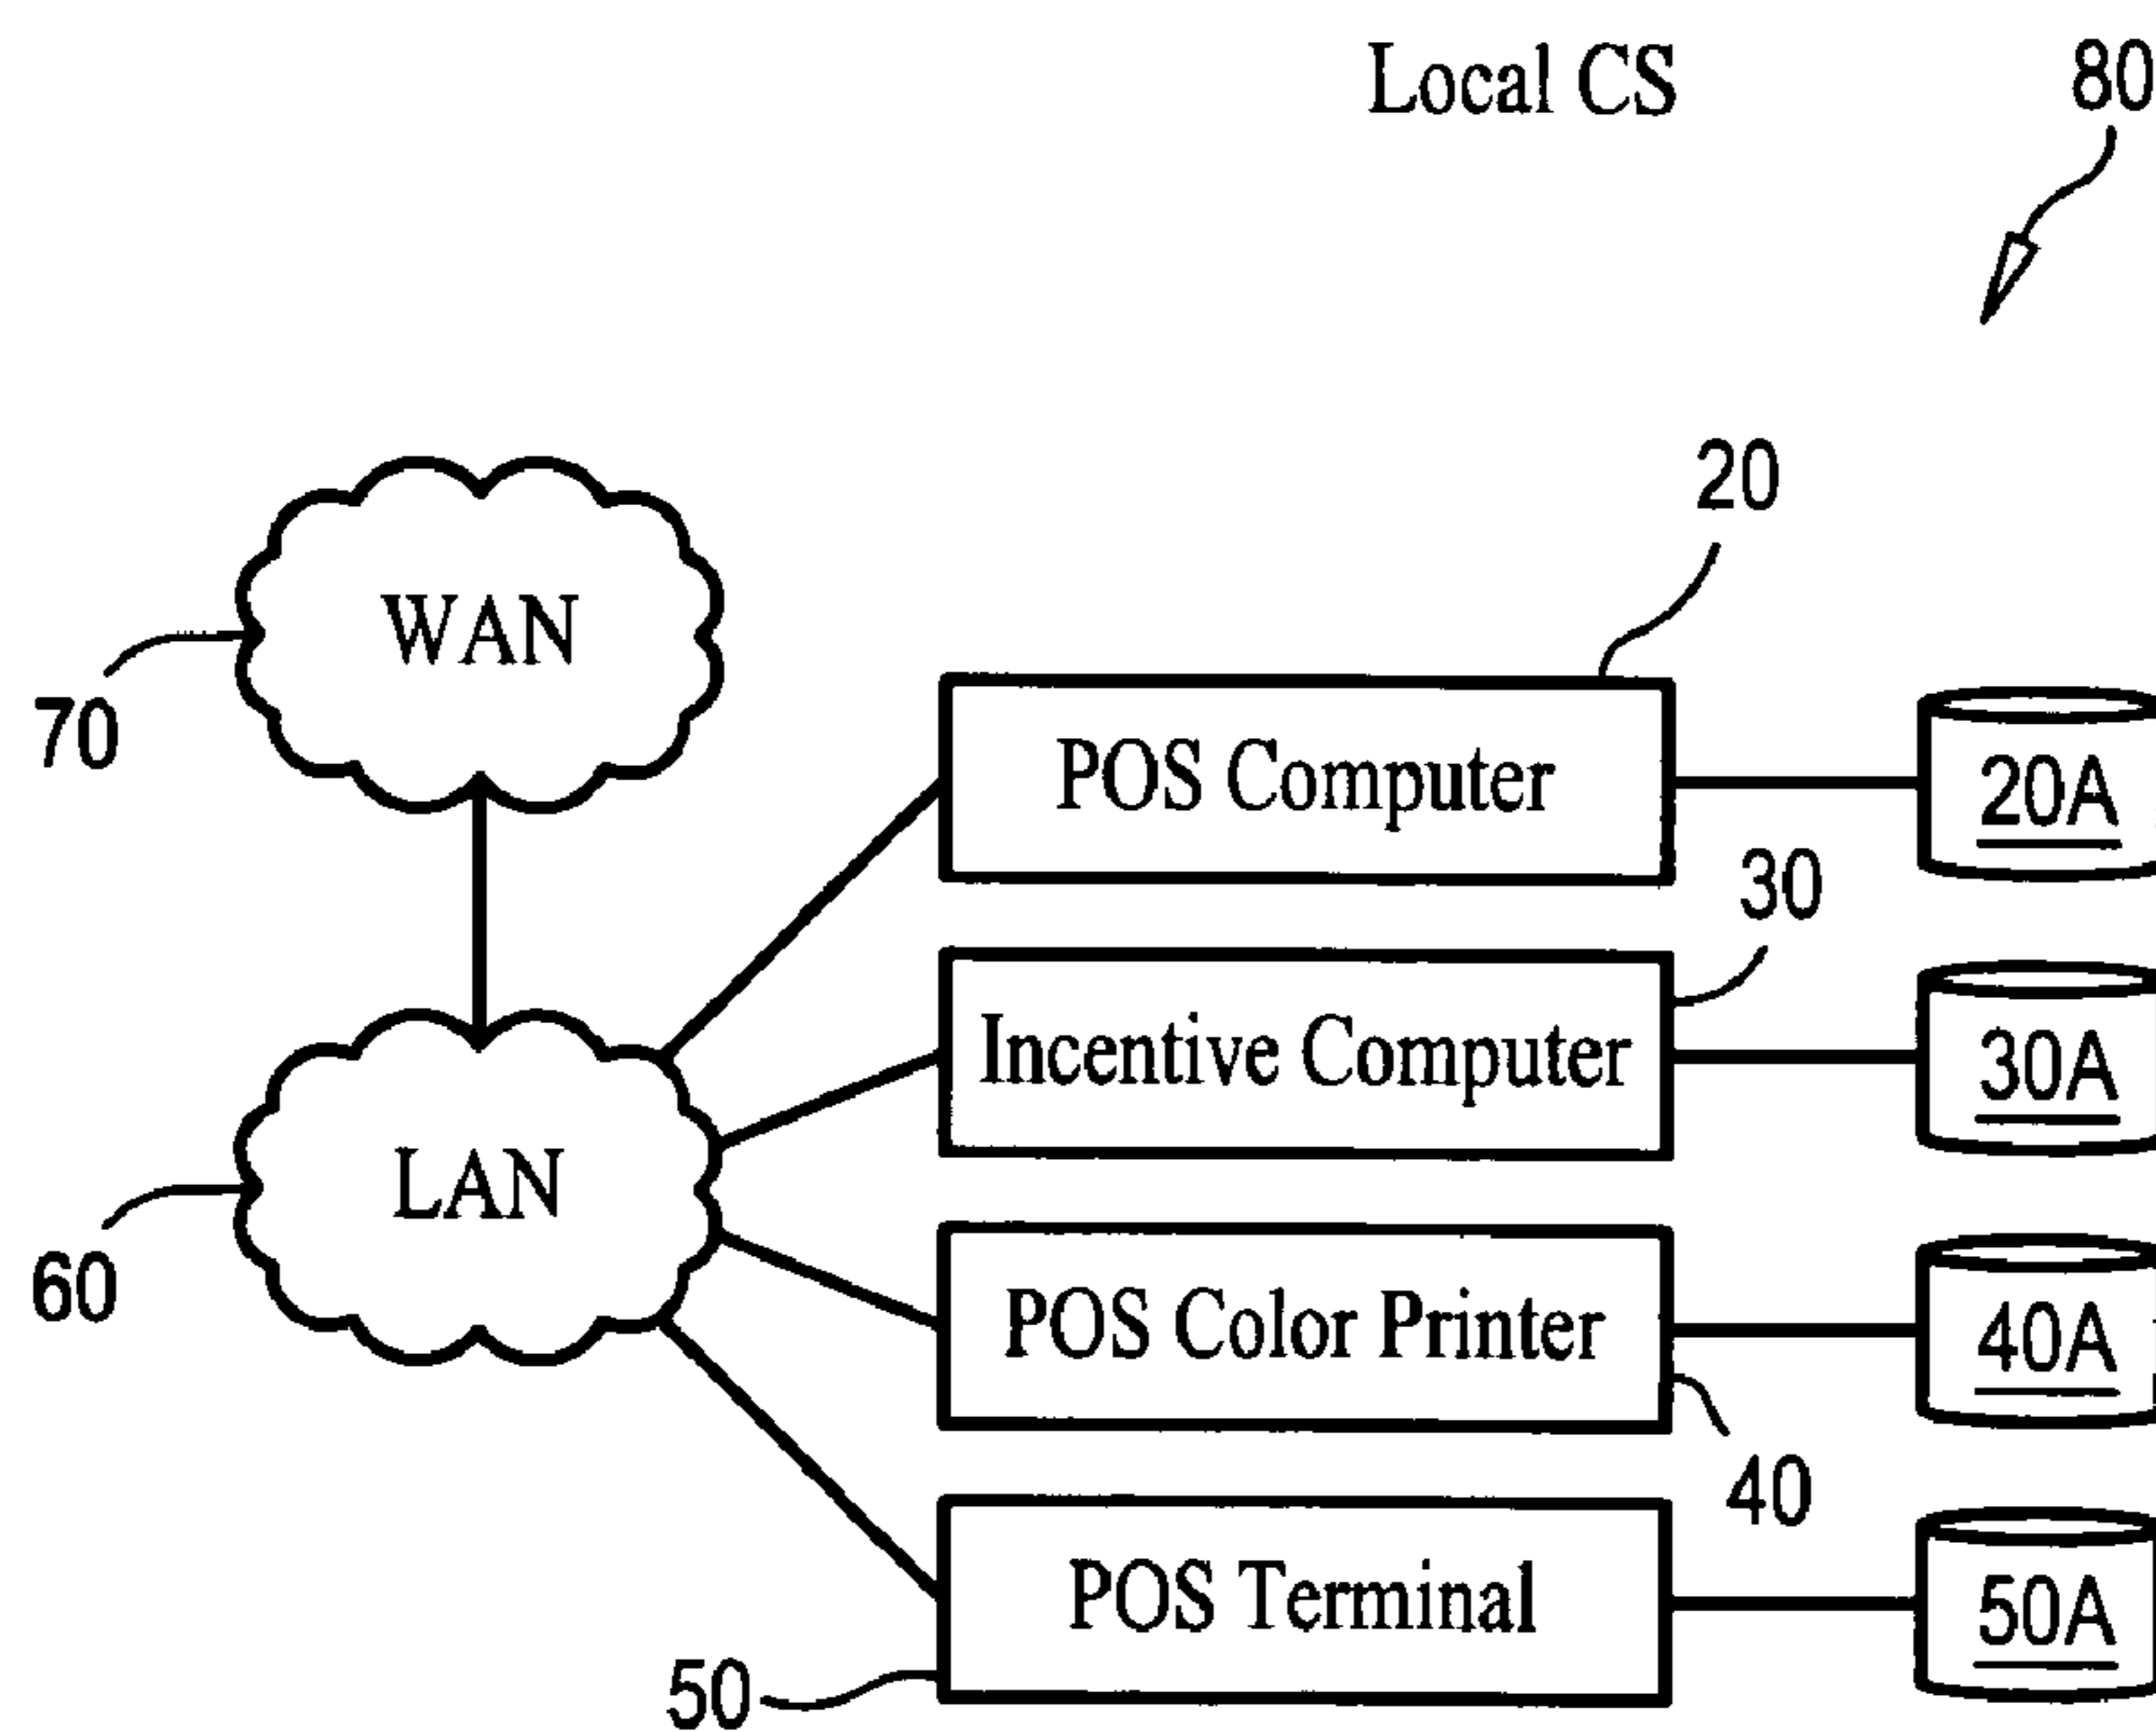 Local CS
80
20
WAN
70
POS Computer
20A
30
Incentive Computer
30A
LAN
60
POS Color Printer
40A
40
POS Terminal
50A
50